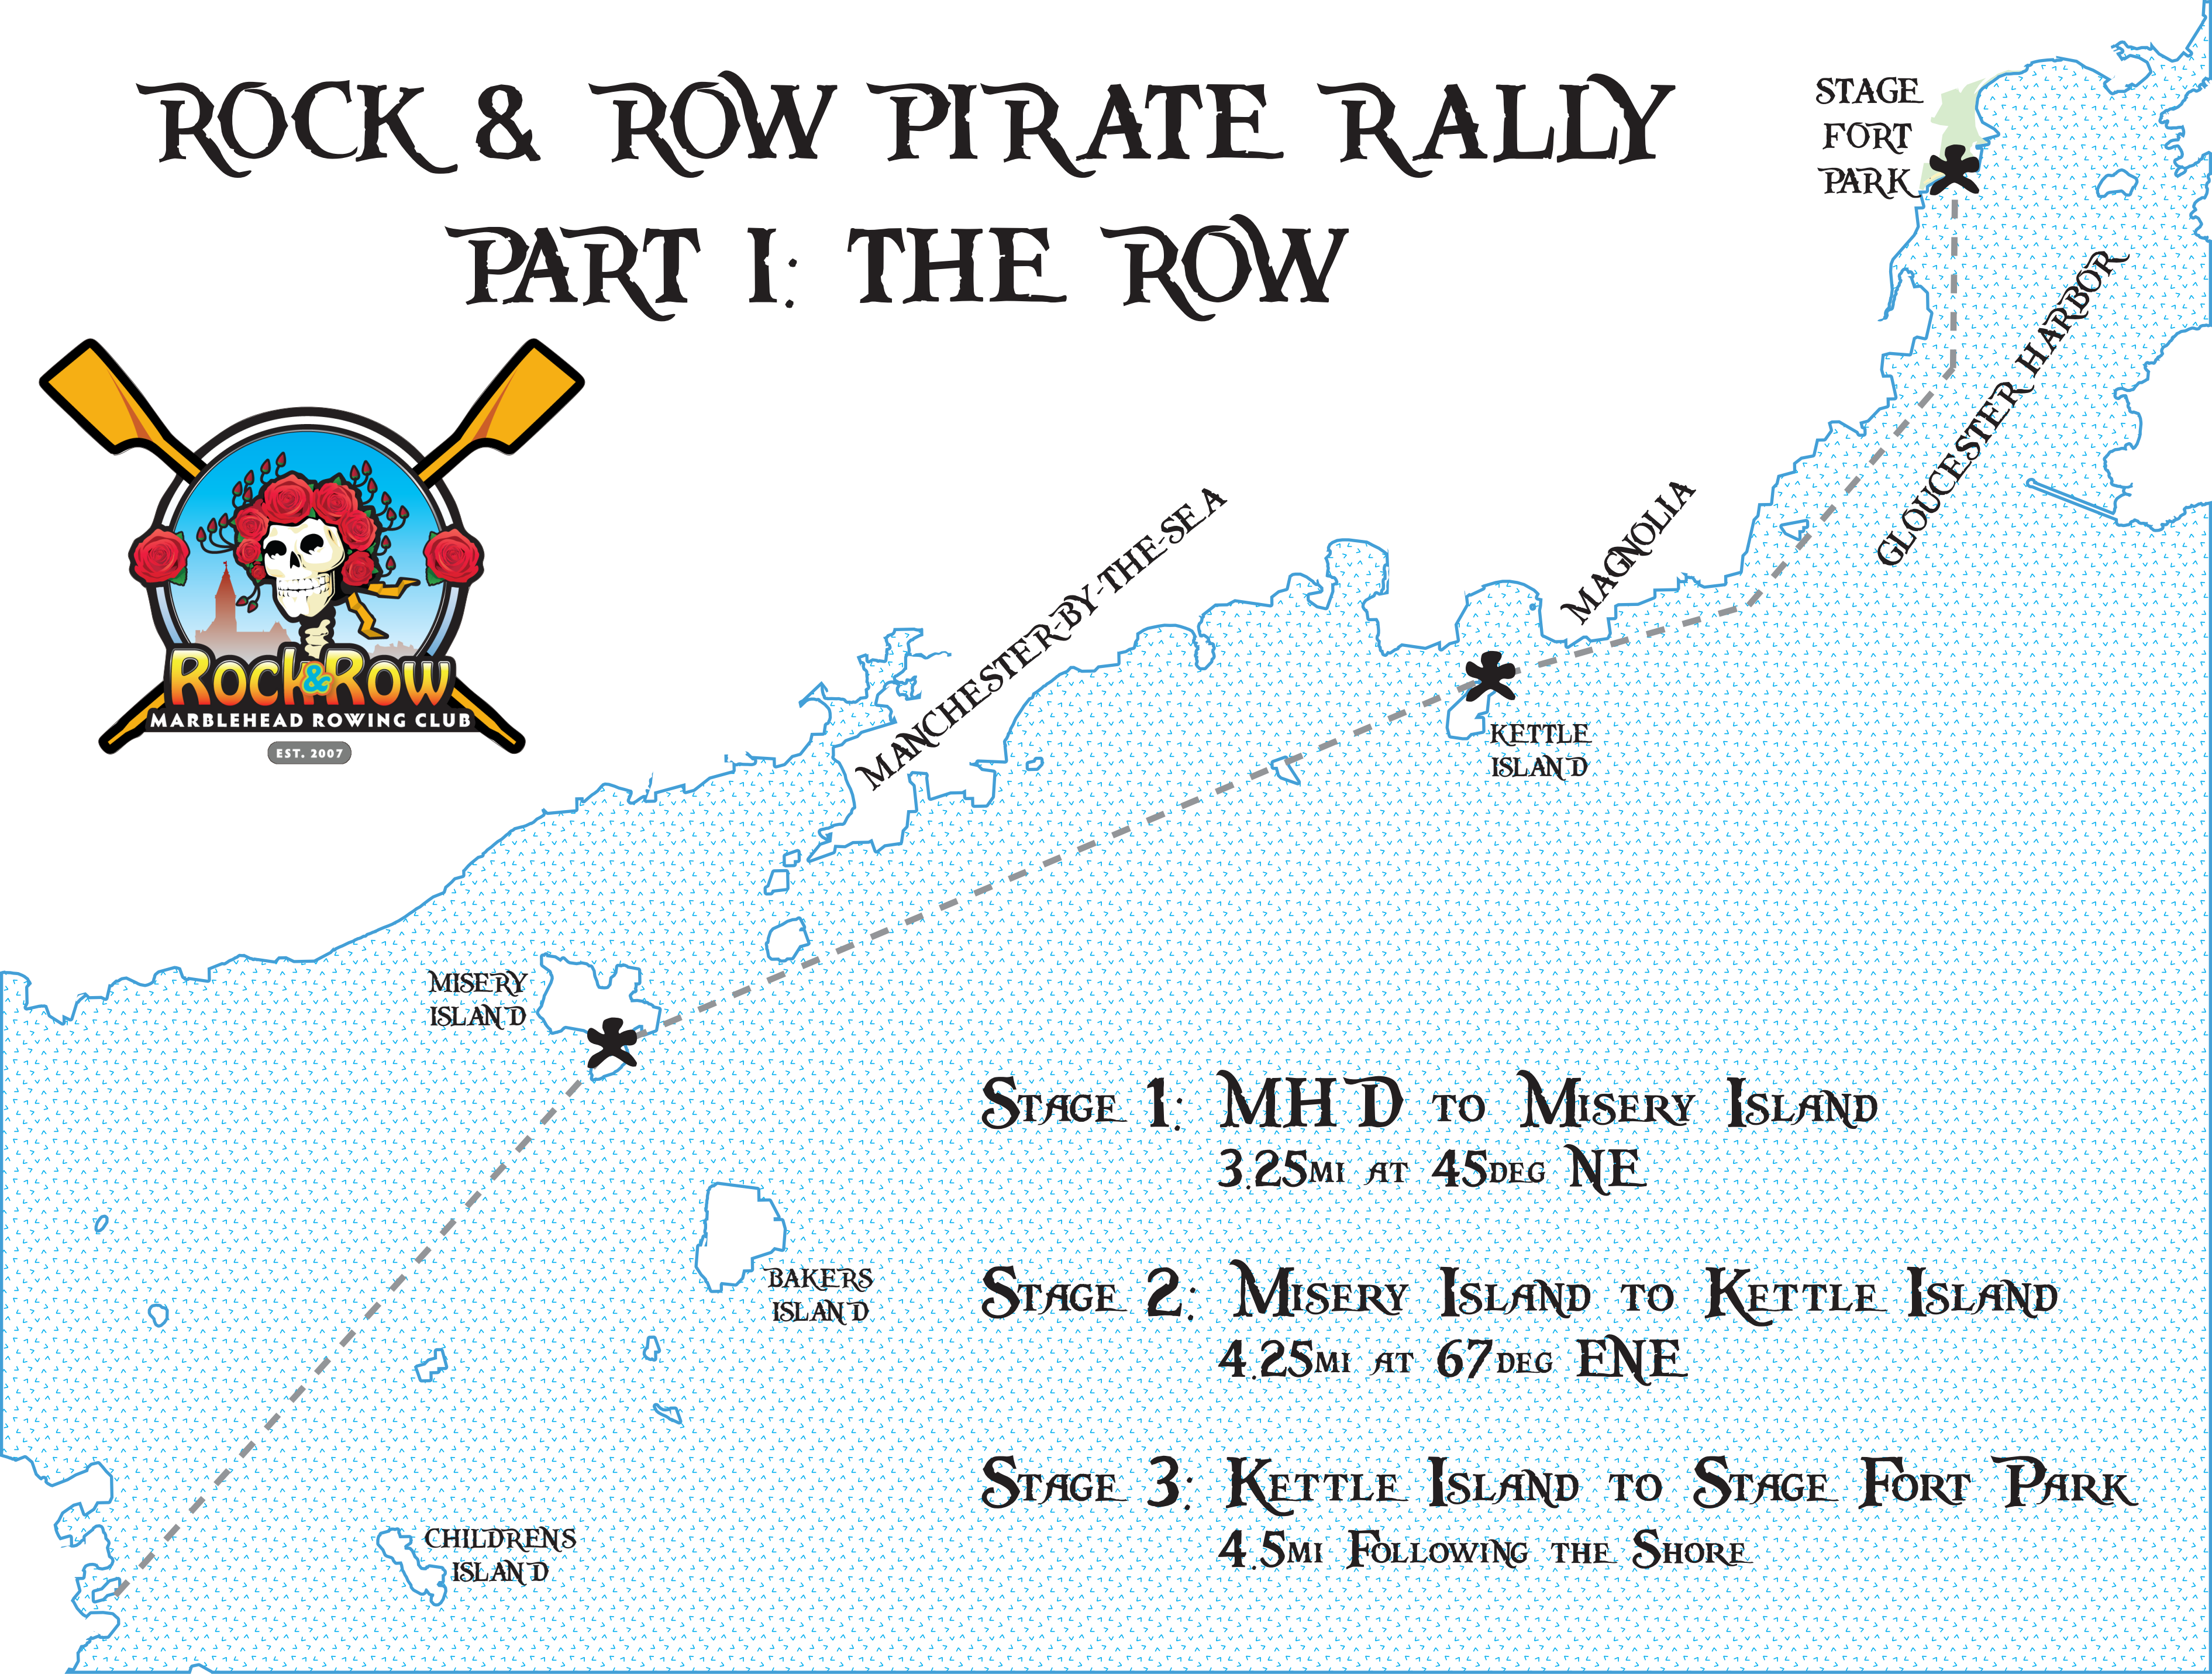 ROCK & ROW PIRATE RALLY
PART I: THE ROW
STAGE
FORT
PARK
GLOUCESTER HARBOR
MAGNOLIA
MANCHESTER-BY-THE-SEA
Rock & Row
MARBLEHEAD ROWING CLUB
EST. 2007
KETTLE
ISLAND
MISERY
ISLAND
BAKERS
ISLAND
CHILDRENS
ISLAND
STAGE 1: MHD TO MISERY ISLAND
3.25MI AT 45DEG NE
STAGE 2: MISERY ISLAND TO KETTLE ISLAND
4.25MI AT 67DEG ENE
STAGE 3: KETTLE ISLAND TO STAGE FORT PARK
4.5MI FOLLOWING THE SHORE